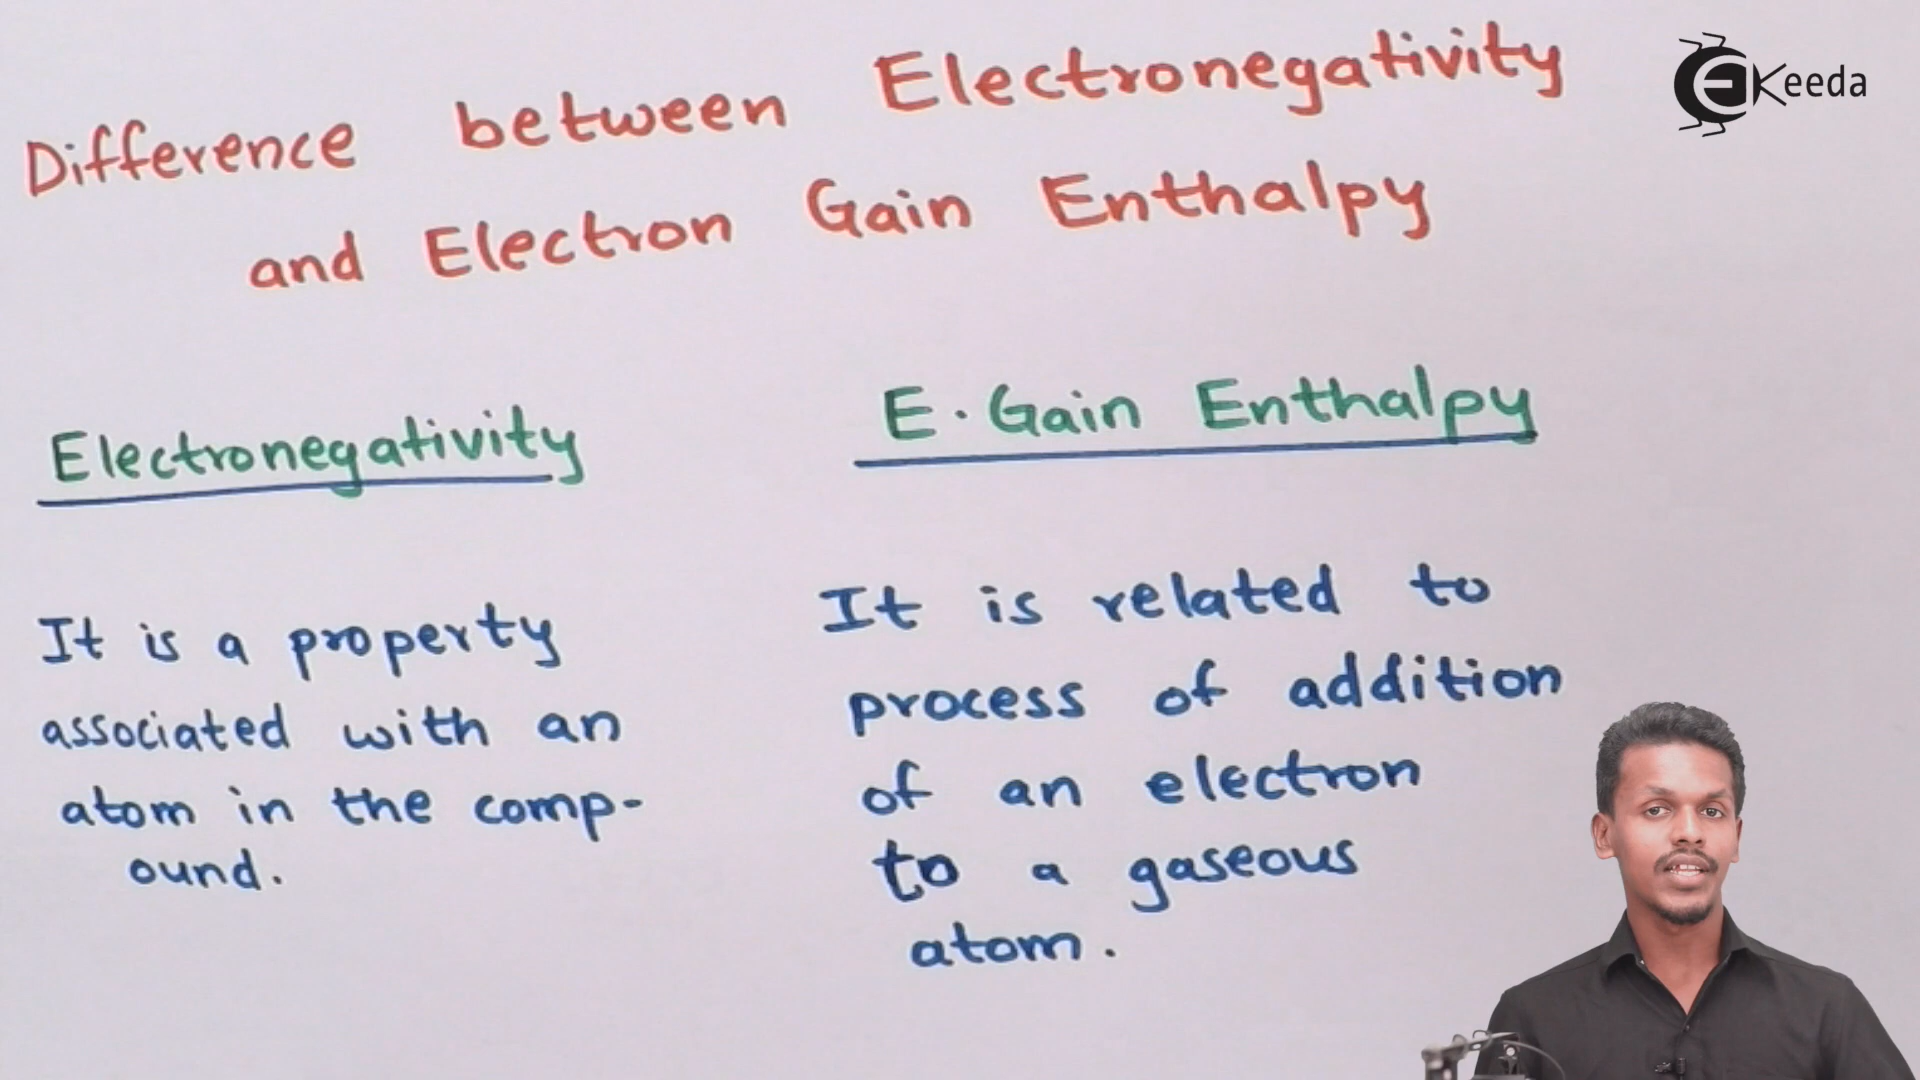 Difference between Electronegativity
and Electron Gain Enthalpy
EKeeda
Electronegativity
E. Gain Enthalpy
It is a property
associated with an
atom in the comp-
ound.
It is related to
process of addition
of an electron
to a gaseous
atom.